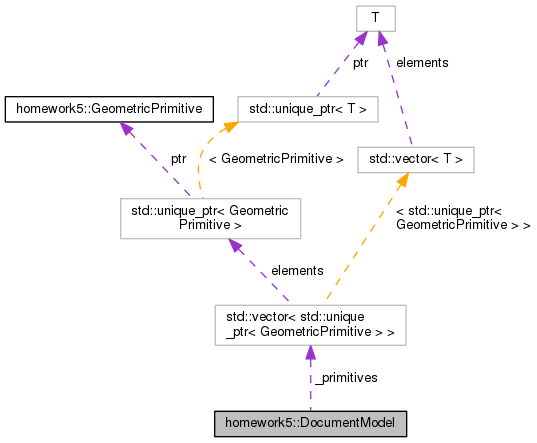 T
ptr
elements
homework5::GeometricPrimitive
std::unique_ptr< T >
ptr
< GeometricPrimitive >
std::vector< T >
std::unique_ptr< Geometric
Primitive >
< std::unique_ptr<
GeometricPrimitive > >
elements
std::vector< std::unique
_ptr< GeometricPrimitive > >
_primitives
homework5::DocumentModel